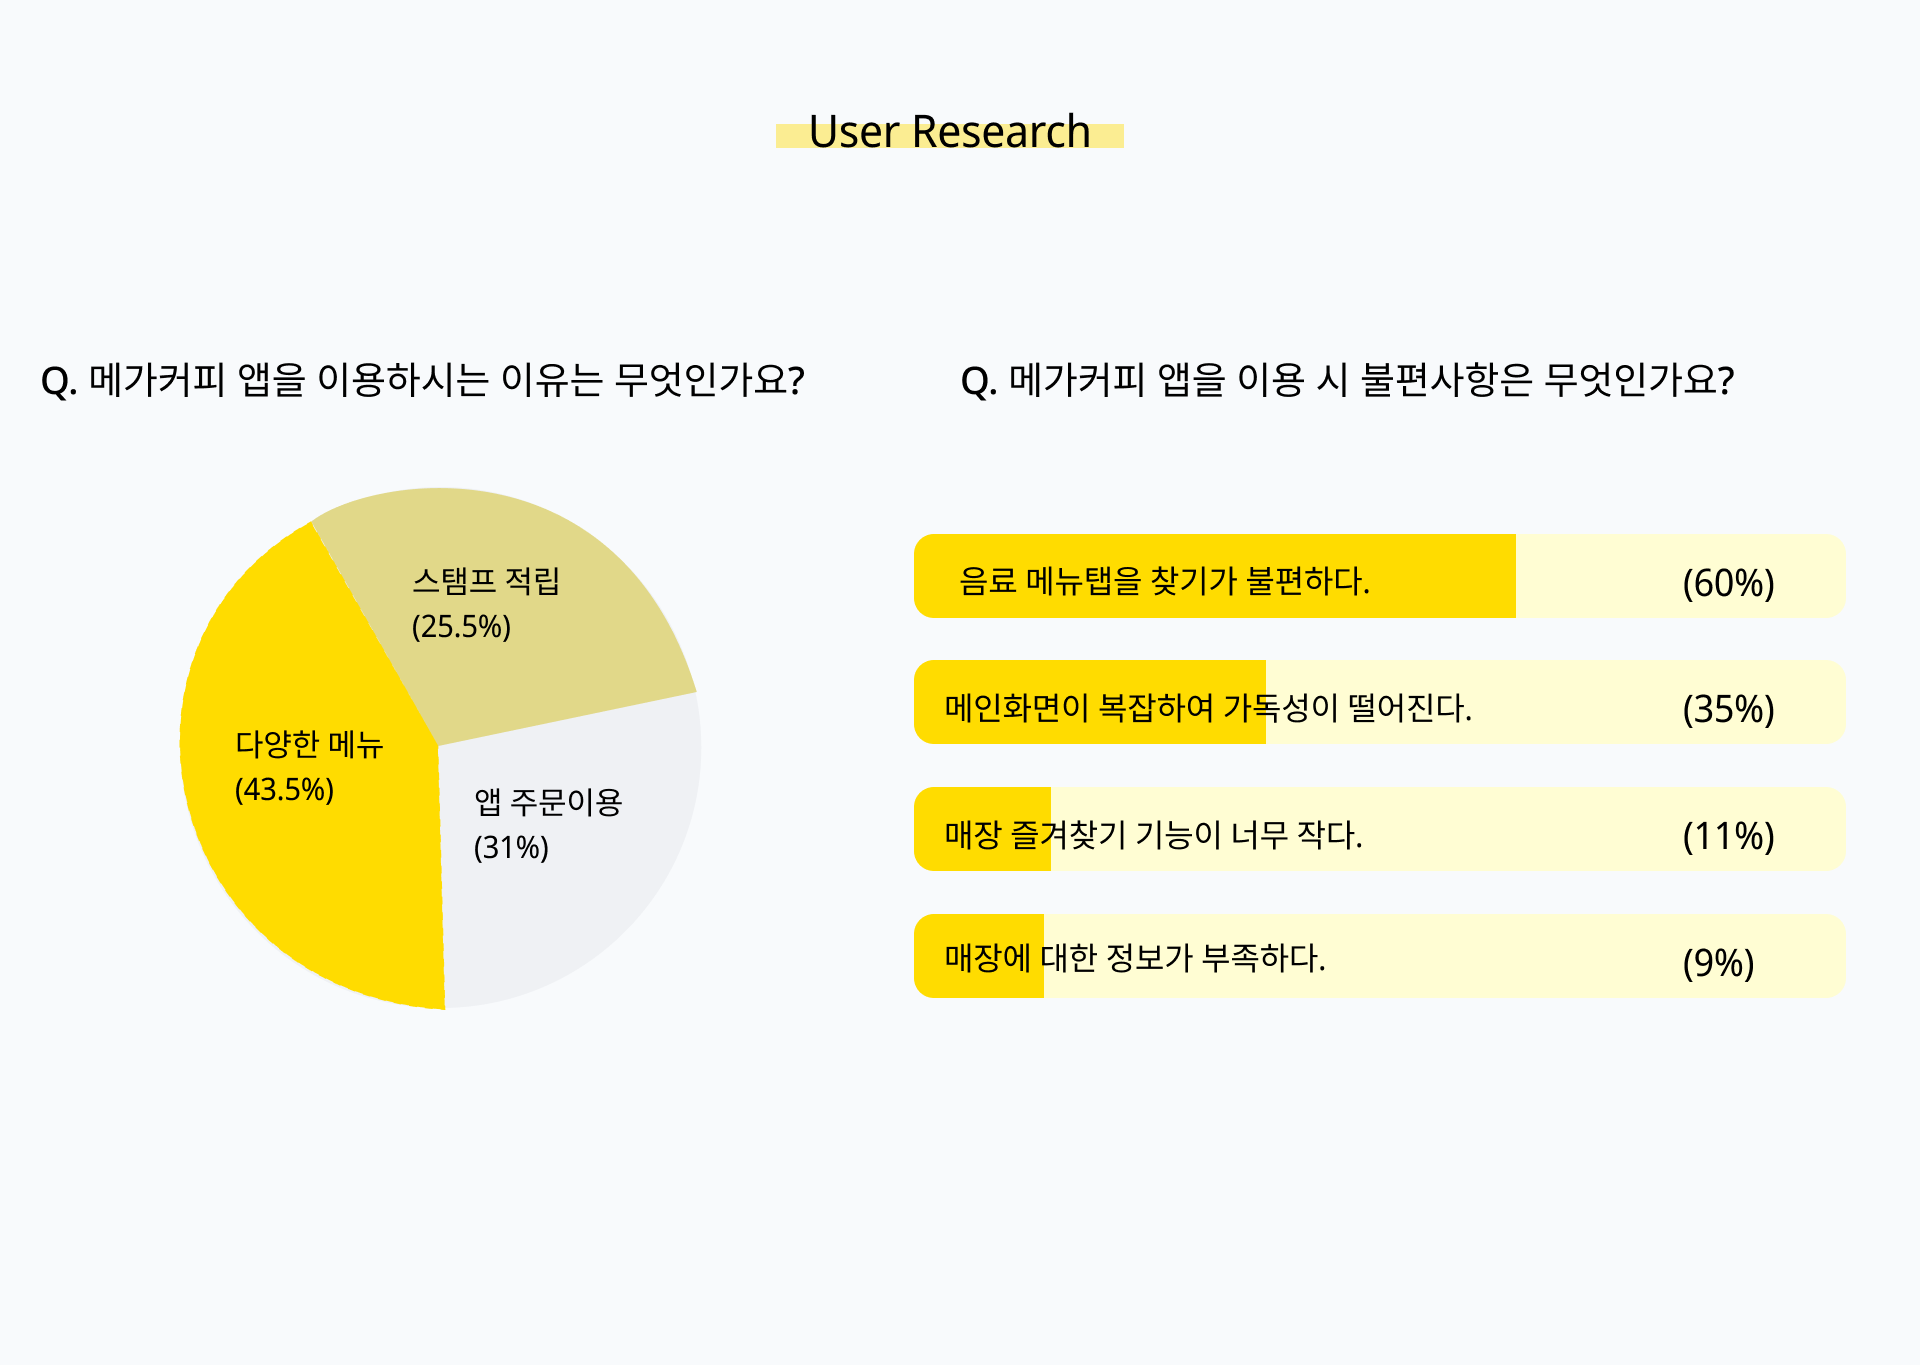 User Research
Q. 메가커피 앱을 이용하시는 이유는 무엇인가요?
스탬프 적립
(25.5%)
다양한 메뉴
(43.5%)
앱 주문이용
(31%)
Q. 메가커피 앱을 이용 시 불편사항은 무엇인가요?
음료 메뉴탭을 찾기가 불편하다. (60%)
메인화면이 복잡하여 가독성이 떨어진다. (35%)
매장 즐겨찾기 기능이 너무 작다. (11%)
매장에 대한 정보가 부족하다. (9%)